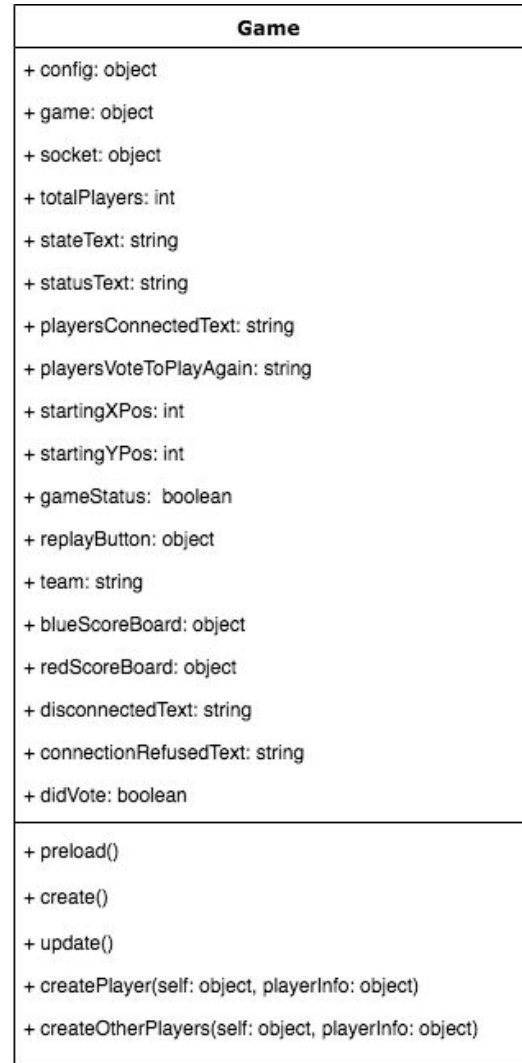 Game
+ config: object
+ game: object
+ socket: object
+ totalPlayers: int
+ stateText: string
+ statusText: string
+ playersConnectedText: string
+ playersVoteToPlayAgain: string
+ startingXPos: int
+ startingYPos: int
+ gameStatus:  boolean
+ replayButton: object
+ team: string
+ blueScoreBoard: object
+ redScoreBoard: object
+ disconnectedText: string
+ connectionRefusedText: string
+ didVote: boolean
+ preload()
+ create()
+ update()
+ createPlayer(self: object, playerInfo: object)
+ createOtherPlayers(self: object, playerInfo: object)